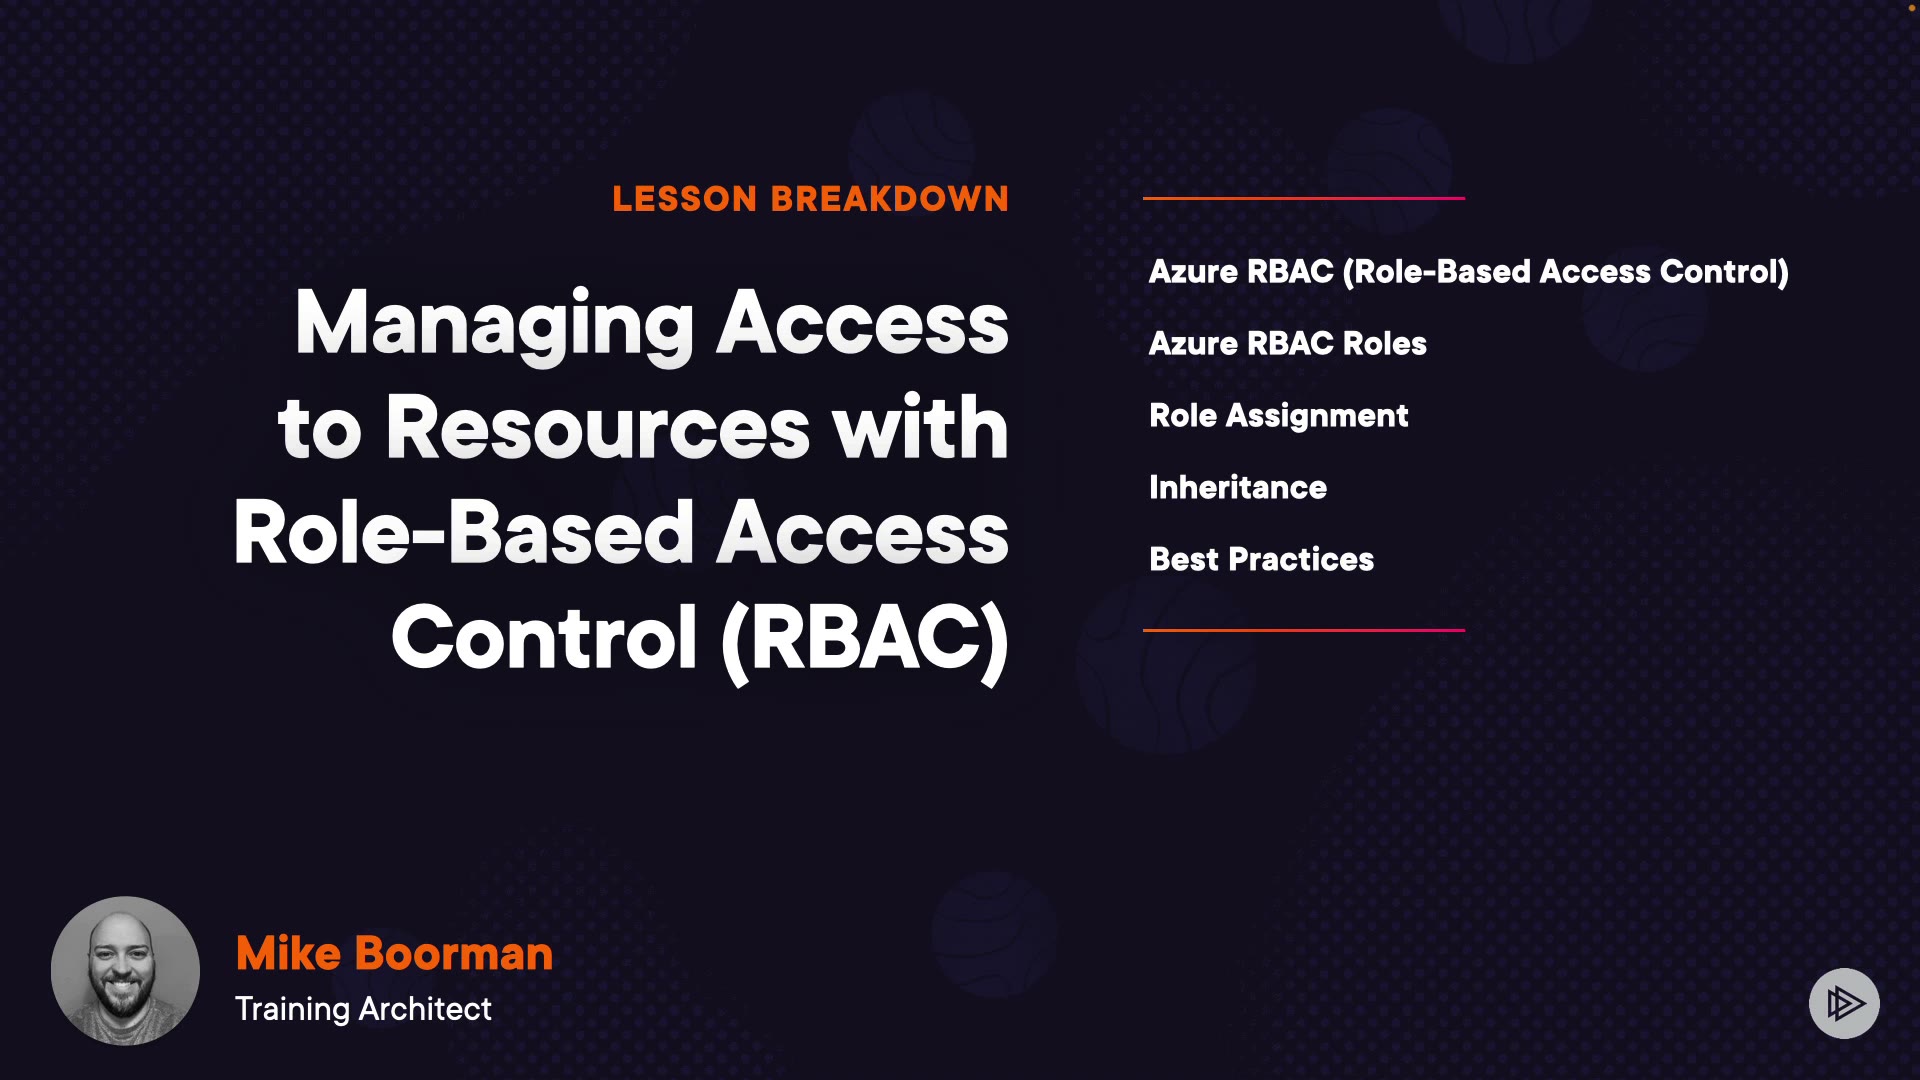 LESSON BREAKDOWN
Managing Access
to Resources with
Role-Based Access
Control (RBAC)
Azure RBAC (Role-Based Access Control)
Azure RBAC Roles
Role Assignment
Inheritance
Best Practices
Mike Boorman
Training Architect